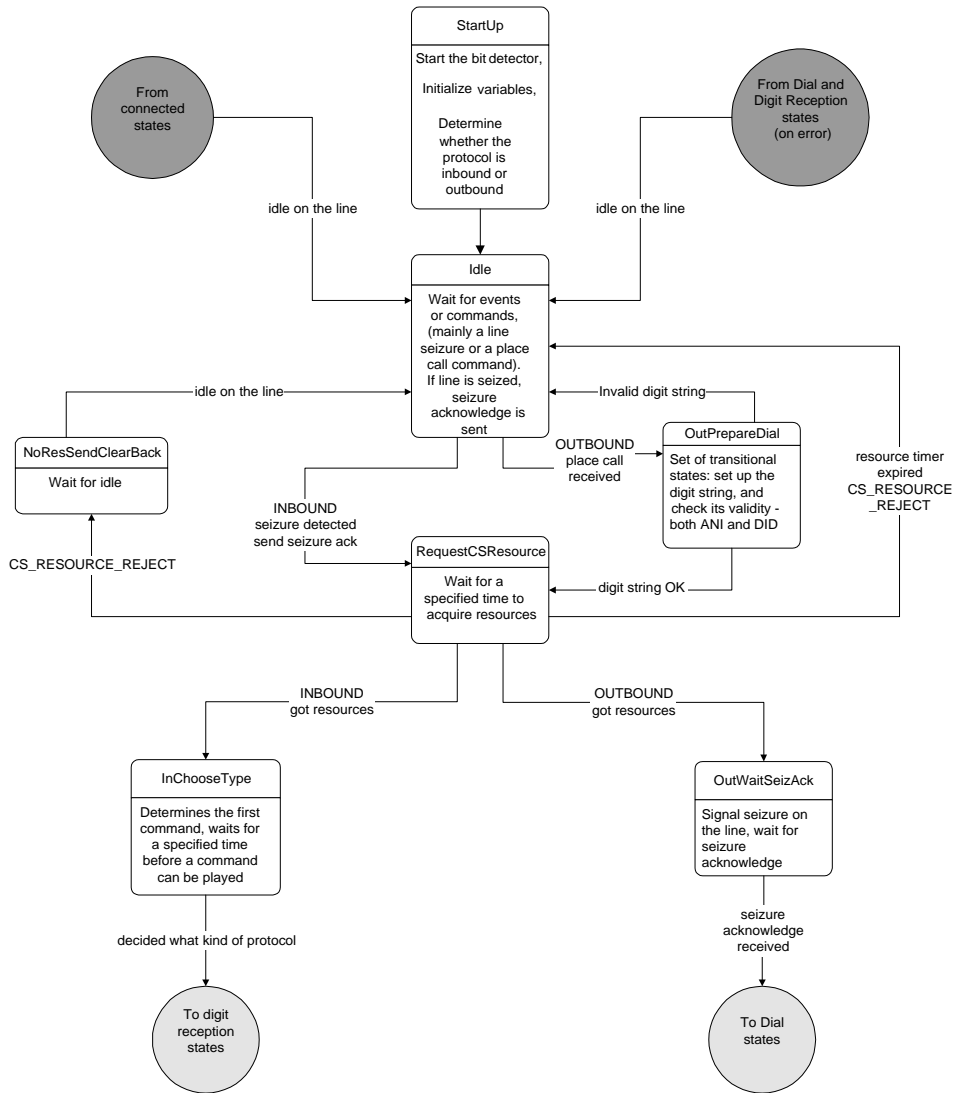 StartUp
Start the bit detector,
Initialize variables,
Determine
whether the
protocol is
inbound or
outbound
From
connected
states
From Dial and
Digit Reception
states
(on error)
idle on the line
idle on the line
Idle
Wait for events
or commands,
(mainly a line
seizure or a place
call command).
If line is seized,
seizure
acknowledge is
sent
idle on the line
Invalid digit string
NoResSendClearBack
Wait for idle
OUTBOUND
place call
received
OutPrepareDial
Set of transitional
states: set up the
digit string, and
check its validity -
both ANI and DID
resource timer
expired
CS_RESOURCE
_REJECT
INBOUND
seizure detected
send seizure ack
CS_RESOURCE_REJECT
RequestCSResource
Wait for a
specified time to
acquire resources
digit string OK
INBOUND
got resources
OUTBOUND
got resources
InChooseType
Determines the first
command, waits for
a specified time
before a command
can be played
OutWaitSeizAck
Signal seizure on
the line, wait for
seizure
acknowledge
decided what kind of protocol
seizure
acknowledge
received
To digit
reception
states
To Dial
states